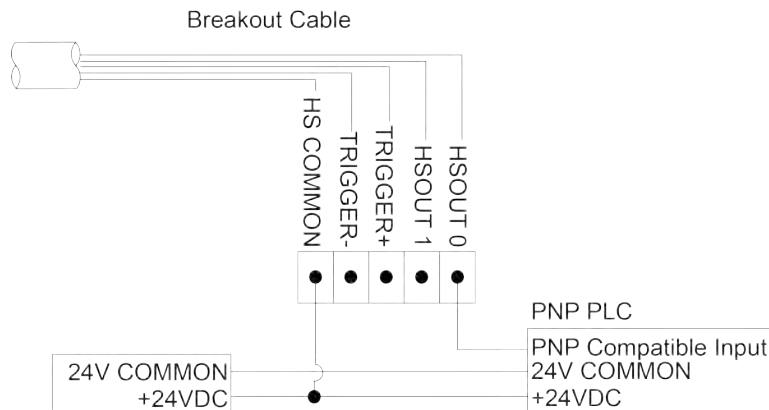 Breakout Cable
HS COMMON
TRIGGER-
TRIGGER+
HSOUT 1
HSOUT 0
PNP PLC
PNP Compatible Input
24V COMMON
+24VDC
24V COMMON
+24VDC